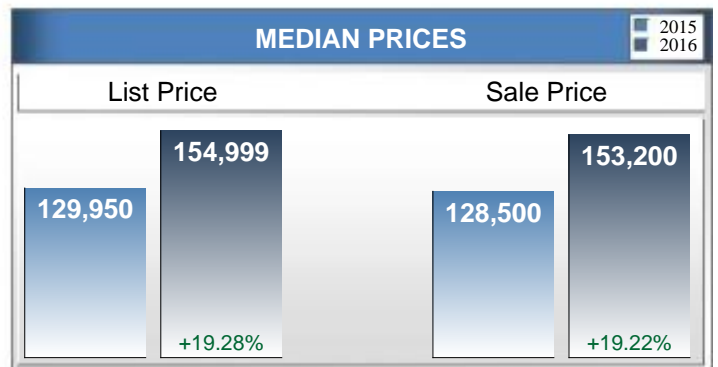 MEDIAN PRICES
2015
2016
List Price
Sale Price
129,950
154,999
+19.28%
128,500
153,200
+19.22%